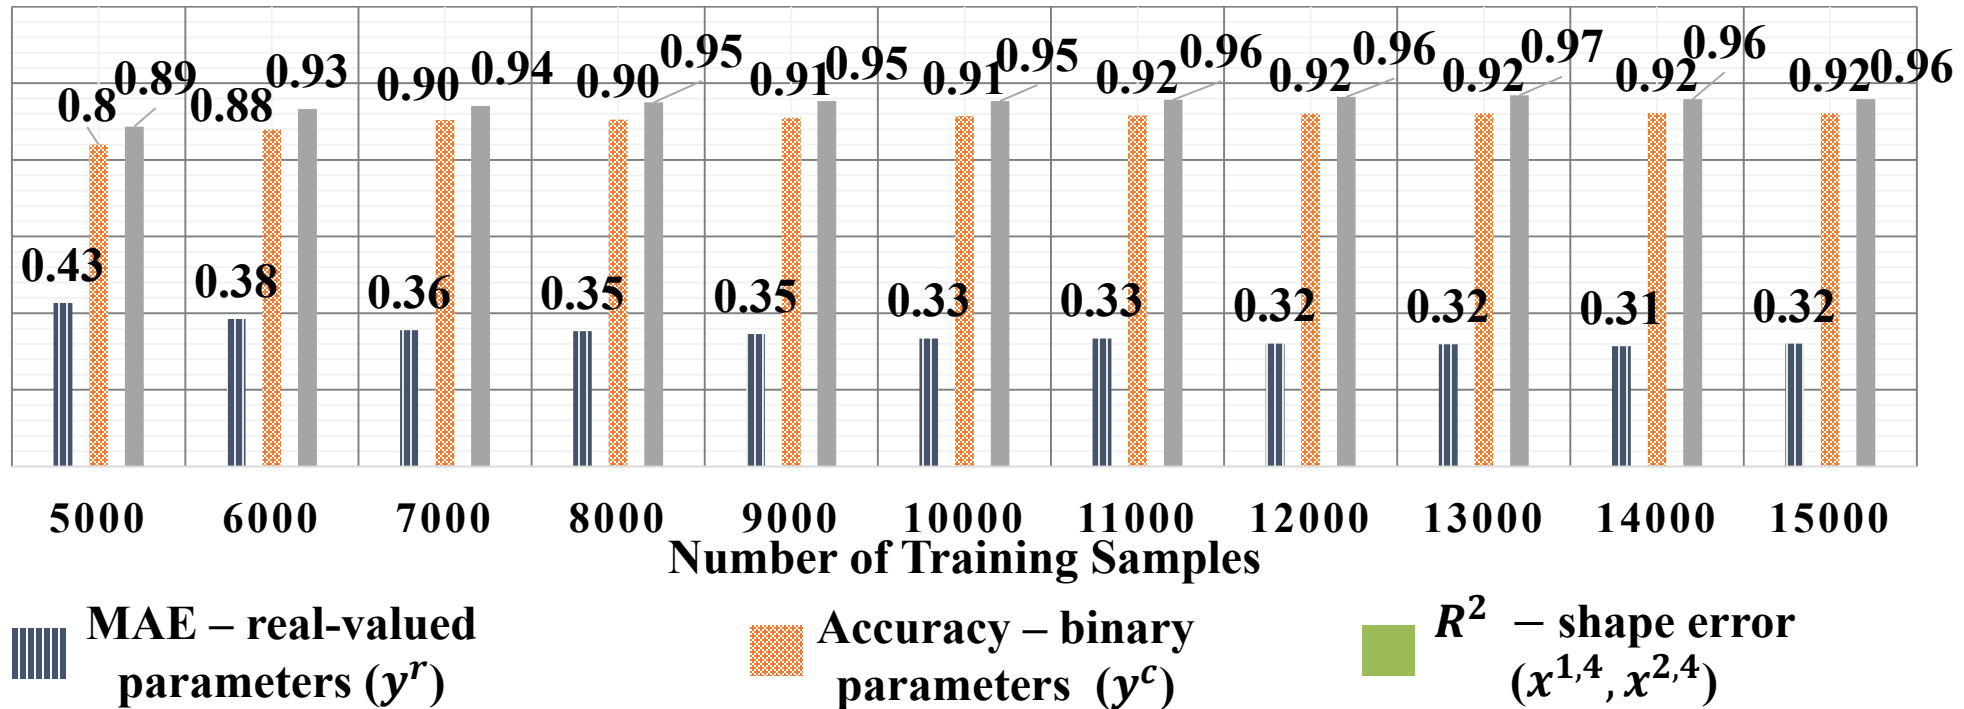 0.43 0.8 0.89 0.38 0.88 0.93 0.36 0.90 0.94 0.35 0.90 0.95 0.35 0.91 0.95 0.33 0.91 0.95 0.33 0.92 0.96 0.32 0.92 0.96 0.32 0.92 0.97 0.31 0.92 0.96 0.32 0.92 0.96
5000 6000 7000 8000 9000 10000 11000 12000 13000 14000 15000
Number of Training Samples
MAE – real-valued
parameters (y^r)
Accuracy – binary
parameters (y^c)
R² – shape error
(x^{1,4}, x^{2,4})